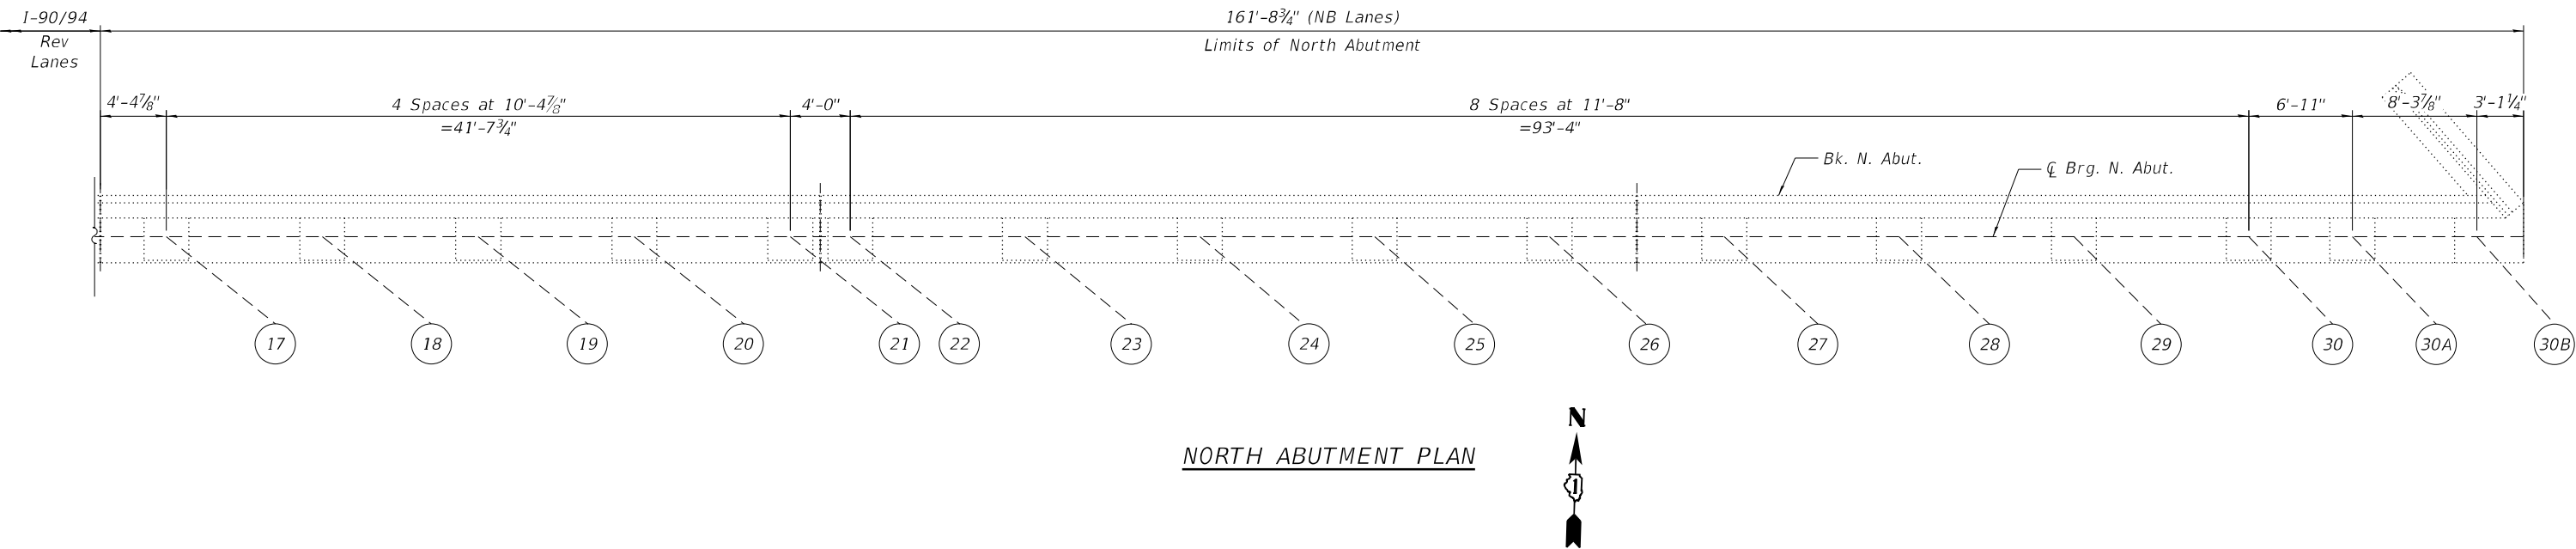 I-90/94
161'-8¾" (NB Lanes)
Rev
Lanes
Limits of North Abutment
4'-4⅞"
4 Spaces at 10'-4⅞"
=41'-7¾"
4'-0"
8 Spaces at 11'-8"
=93'-4"
6'-11"
8'-3⅞"
3'-1¼"
Bk. N. Abut.
℄ Brg. N. Abut.
17
18
19
20
21
22
23
24
25
26
27
28
29
30
30A
30B
N
1
NORTH ABUTMENT PLAN